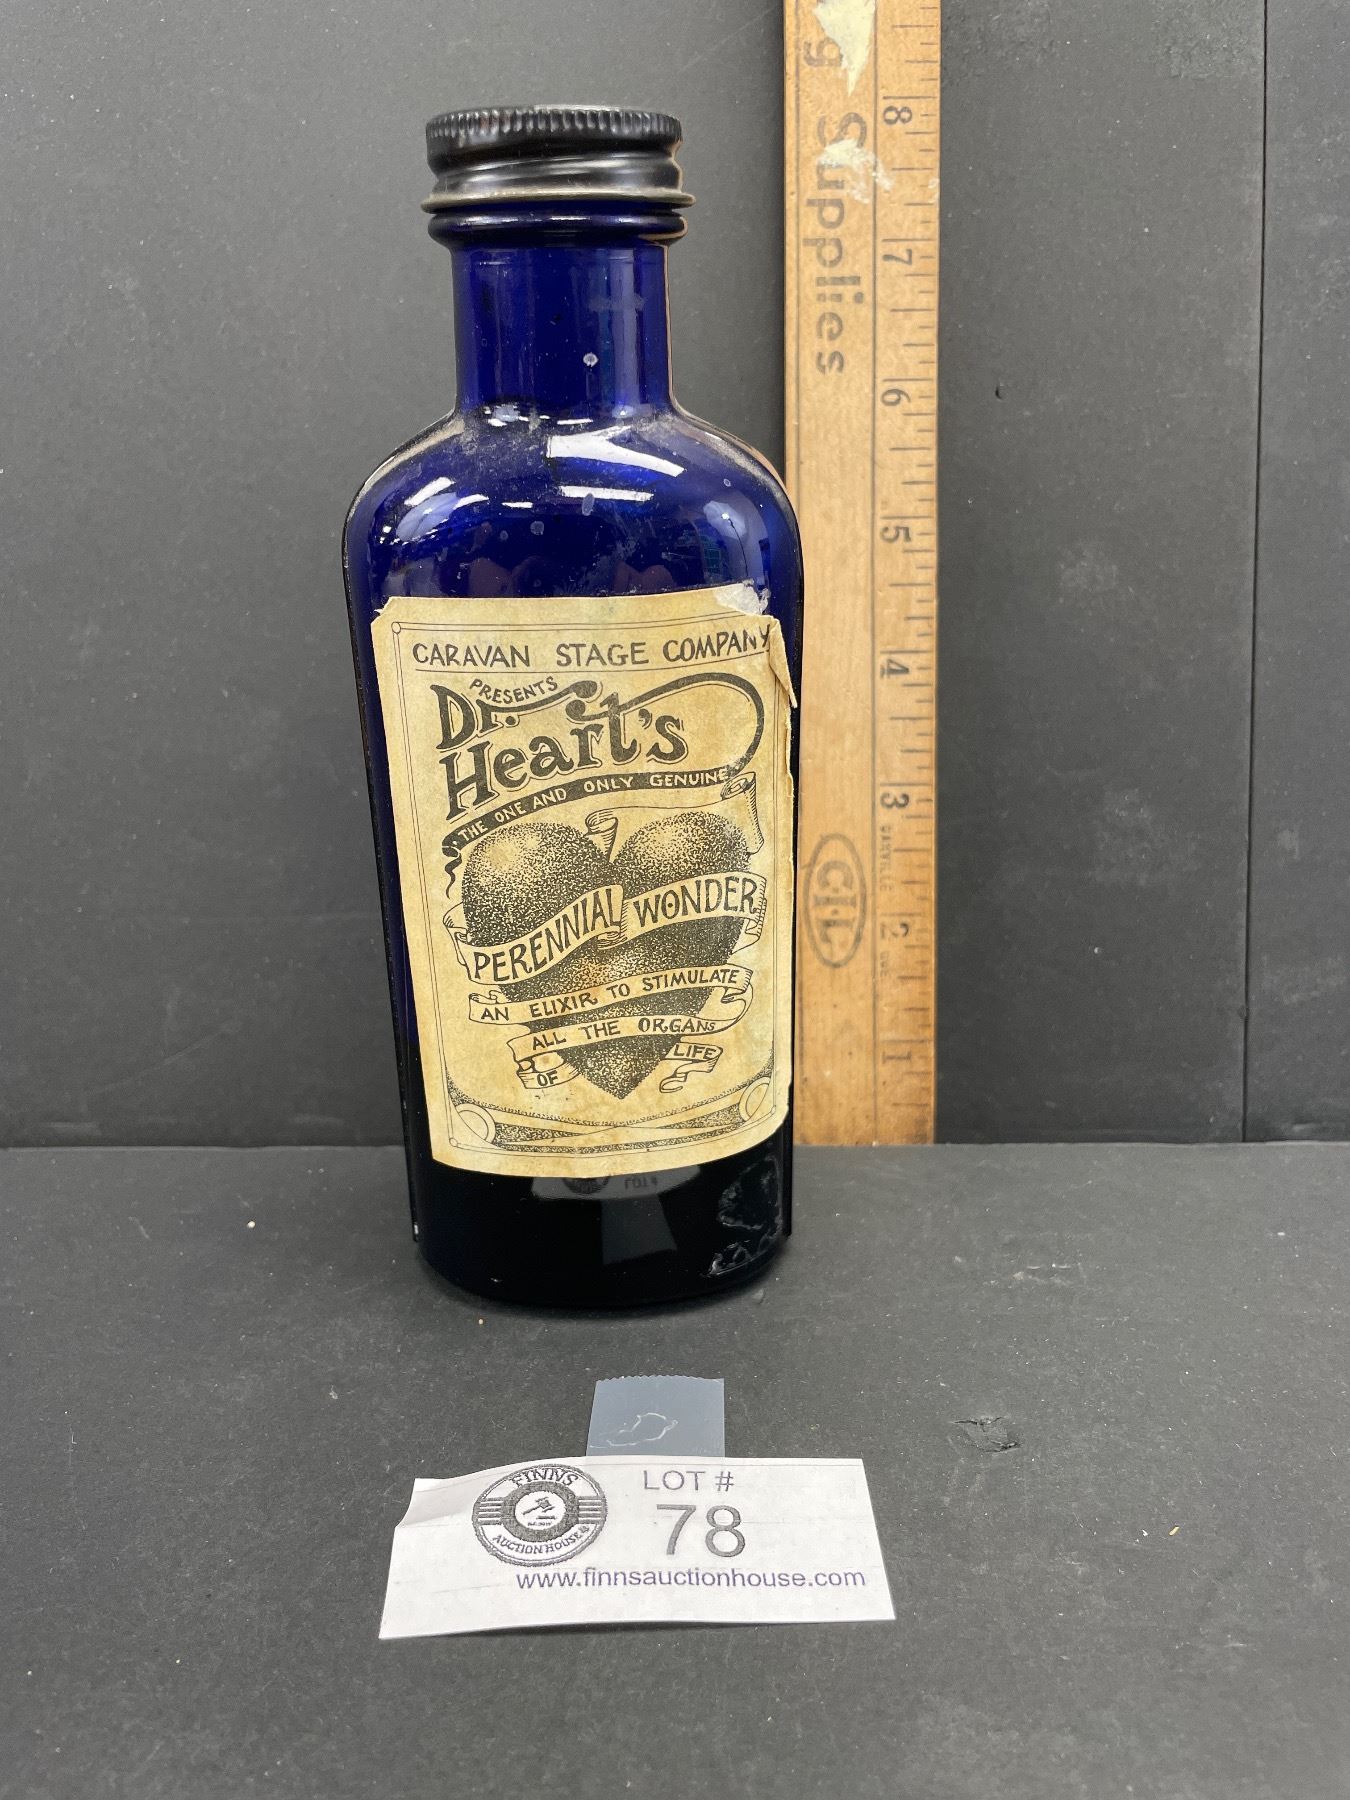 CARAVAN STAGE COMPANY
PRESENTS
Dr.
Heart's
THE ONE AND ONLY GENUINE
PERENNIAL WONDER
AN ELIXIR TO STIMULATE
ALL THE ORGANS
OF LIFE
g Supplies
8
7
6
5
4
3
2
1
C-I-L
FINNS
AUCTION HOUSE
LOT #
78
www.finnsauctionhouse.com